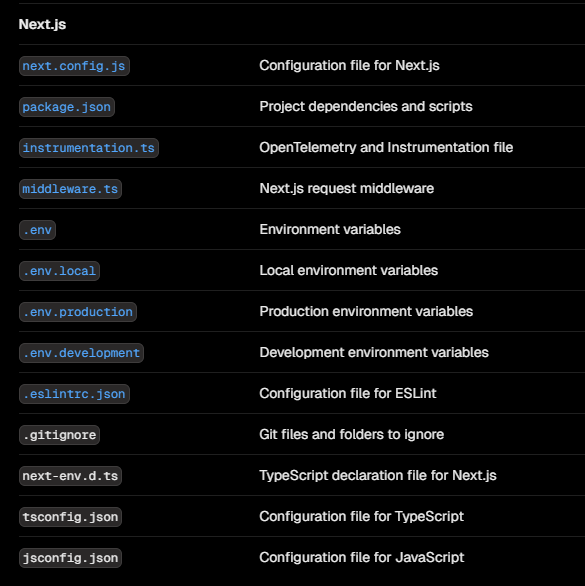 Next.js
next.config.js Configuration file for Next.js
package.json Project dependencies and scripts
instrumentation.ts OpenTelemetry and Instrumentation file
middleware.ts Next.js request middleware
.env Environment variables
.env.local Local environment variables
.env.production Production environment variables
.env.development Development environment variables
.eslintrc.json Configuration file for ESLint
.gitignore Git files and folders to ignore
next-env.d.ts TypeScript declaration file for Next.js
tsconfig.json Configuration file for TypeScript
jsconfig.json Configuration file for JavaScript